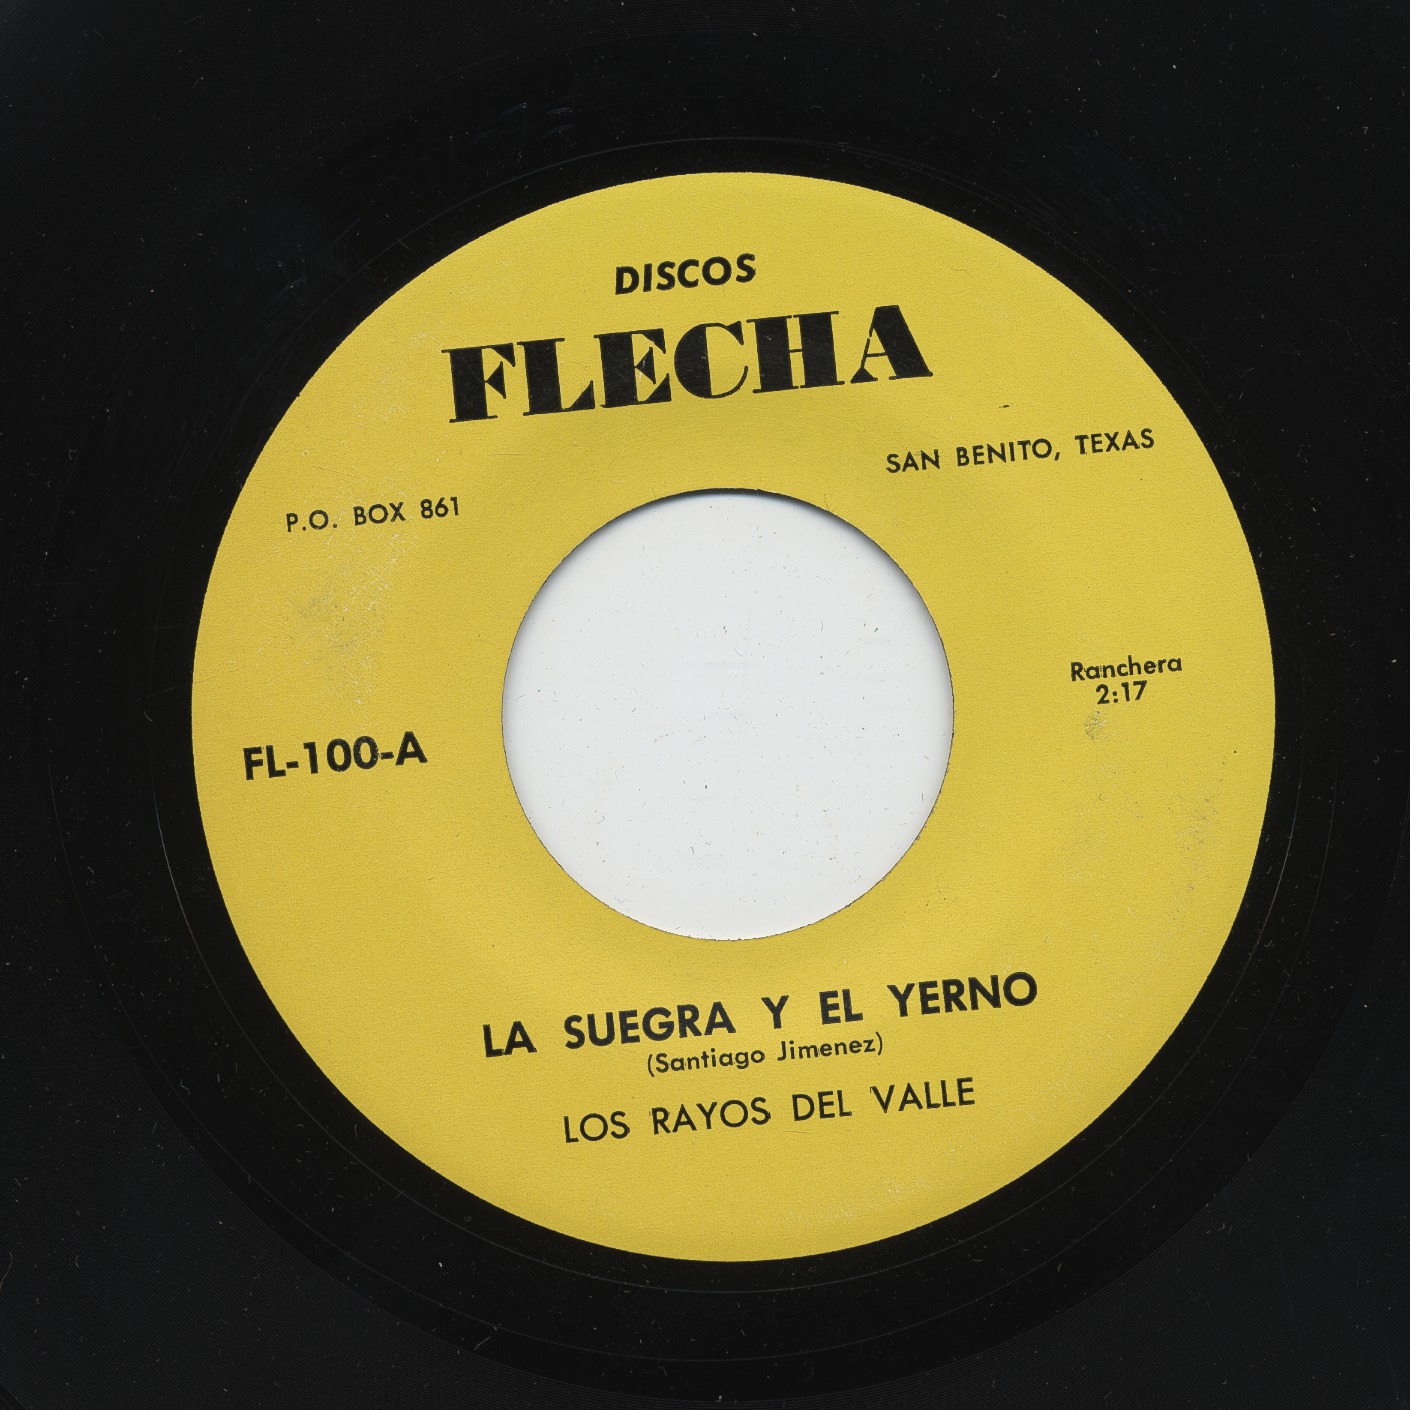 DISCOS
FLECHA
SAN BENITO, TEXAS
P.O. BOX 861
Ranchera
2:17
FL-100-A
LA SUEGRA Y EL YERNO
(Santiago Jimenez)
LOS RAYOS DEL VALLE